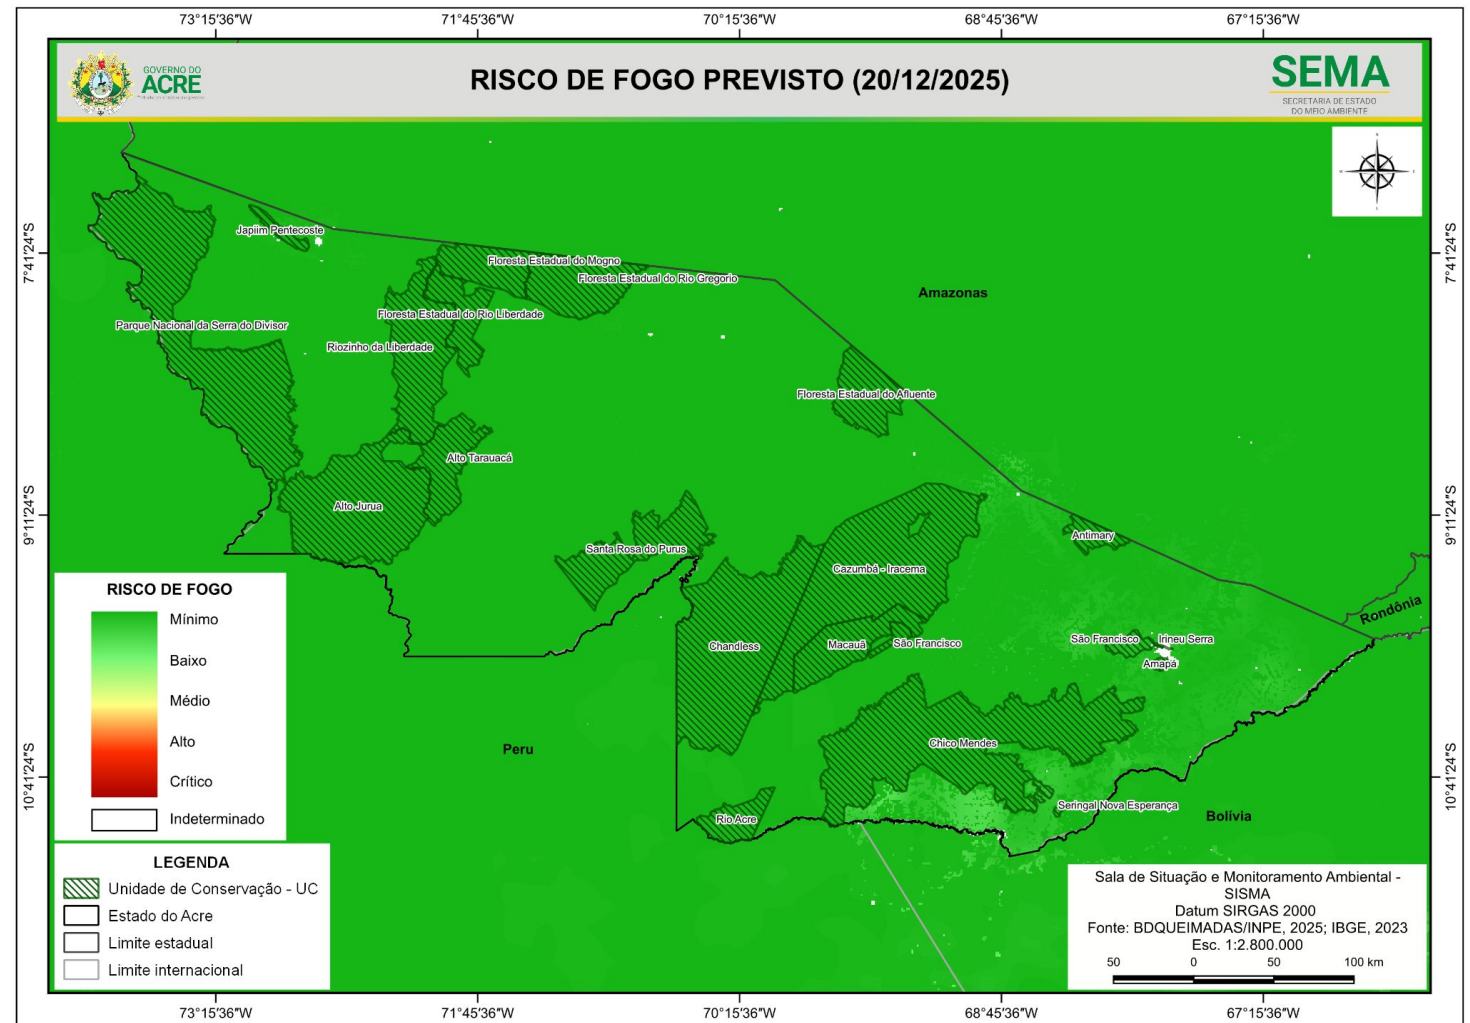 73°15'36"W 71°45'36"W 70°15'36"W 68°45'36"W 67°15'36"W
GOVERNO DO
ACRE
RISCO DE FOGO PREVISTO (20/12/2025)
SEMA
SECRETARIA DE ESTADO
DO MEIO AMBIENTE
N
W E
S
7°41'24"S 7°41'24"S
Japiim Pentecoste
Floresta Estadual do Mogno
Floresta Estadual do Rio Gregorio
Amazonas
Floresta Estadual do Rio Liberdade
Parque Nacional da Serra do Divisor
Riozinho da Liberdade
Floresta Estadual do Afluente
Alto Tarauacá
Alto Jurua
9°11'24"S 9°11'24"S
Antimary
Santa Rosa do Purus
Cazumbá - Iracema
Rondônia
Chandless
Macauã
São Francisco
São Francisco
Irineu Serra
Amapá
Chico Mendes
Peru
10°41'24"S 10°41'24"S
Seringal Nova Esperança
Bolívia
Rio Acre
RISCO DE FOGO
Mínimo
Baixo
Médio
Alto
Crítico
Indeterminado
LEGENDA
Unidade de Conservação - UC
Estado do Acre
Limite estadual
Limite internacional
Sala de Situação e Monitoramento Ambiental -
SISMA
Datum SIRGAS 2000
Fonte: BDQUEIMADAS/INPE, 2025; IBGE, 2023
Esc. 1:2.800.000
50 0 50 100 km
73°15'36"W 71°45'36"W 70°15'36"W 68°45'36"W 67°15'36"W